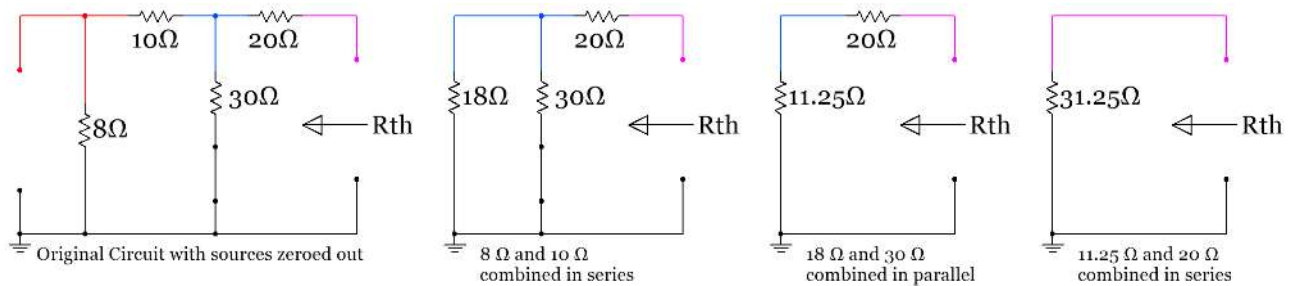 10Ω
20Ω
8Ω
30Ω
Rth
Original Circuit with sources zeroed out
20Ω
18Ω
30Ω
Rth
8 Ω and 10 Ω
combined in series
20Ω
11.25Ω
Rth
18 Ω and 30 Ω
combined in parallel
31.25Ω
Rth
11.25 Ω and 20 Ω
combined in series